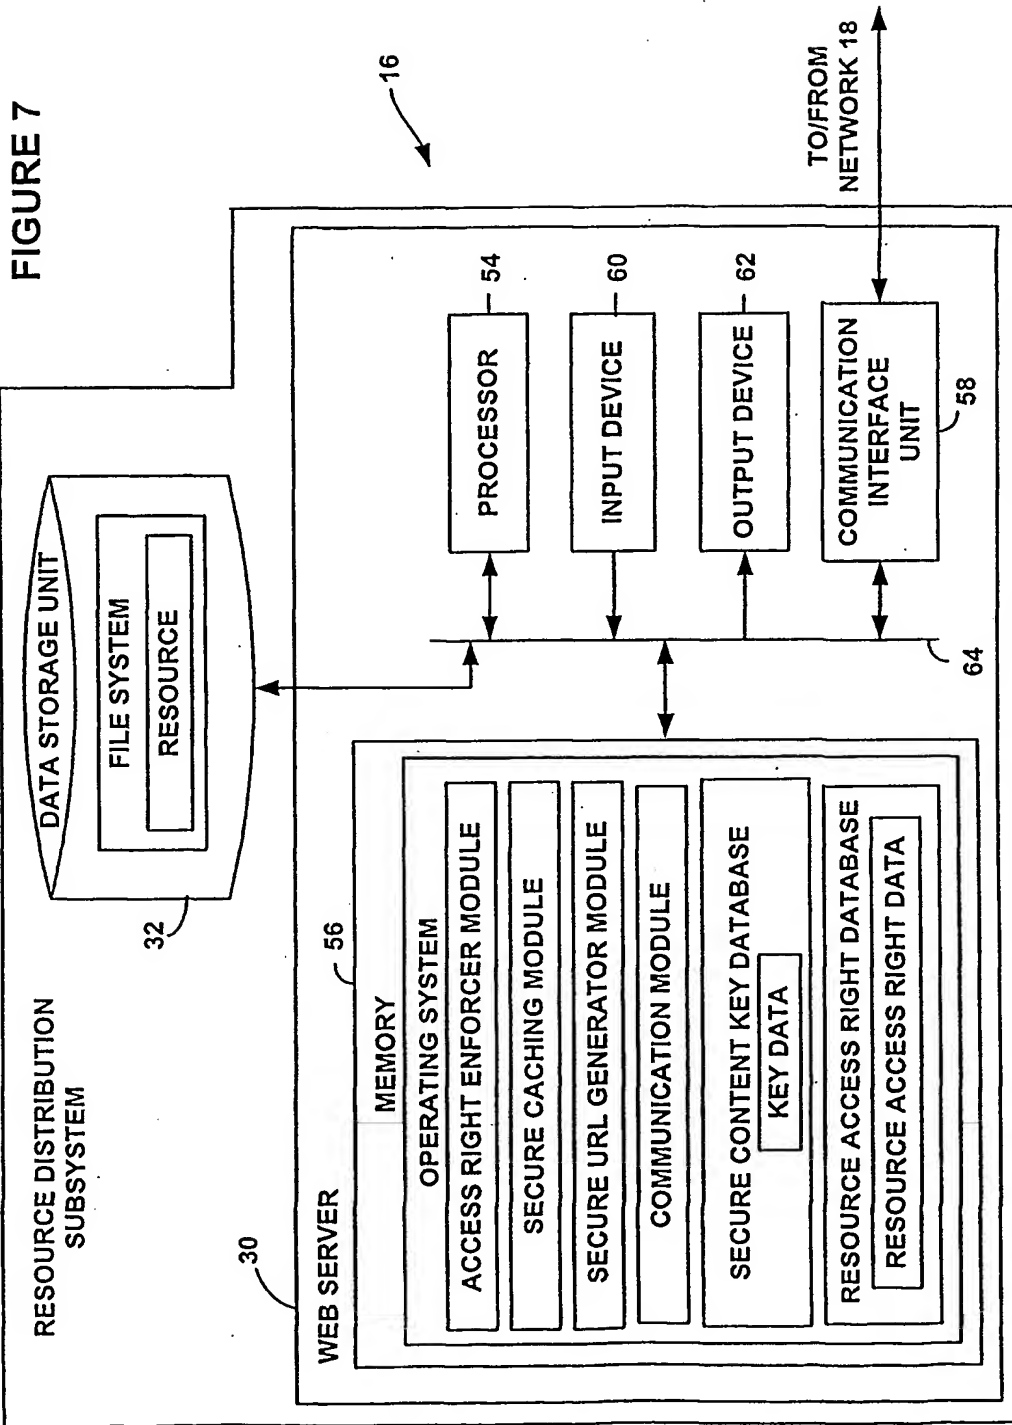 FIGURE 7
RESOURCE DISTRIBUTION
SUBSYSTEM
DATA STORAGE UNIT
FILE SYSTEM
RESOURCE
32
16
30
WEB SERVER
56
MEMORY
OPERATING SYSTEM
ACCESS RIGHT ENFORCER MODULE
SECURE CACHING MODULE
SECURE URL GENERATOR MODULE
COMMUNICATION MODULE
SECURE CONTENT KEY DATABASE
KEY DATA
RESOURCE ACCESS RIGHT DATABASE
RESOURCE ACCESS RIGHT DATA
PROCESSOR
54
INPUT DEVICE
60
OUTPUT DEVICE
62
COMMUNICATION
INTERFACE
UNIT
58
64
TO/FROM
NETWORK 18